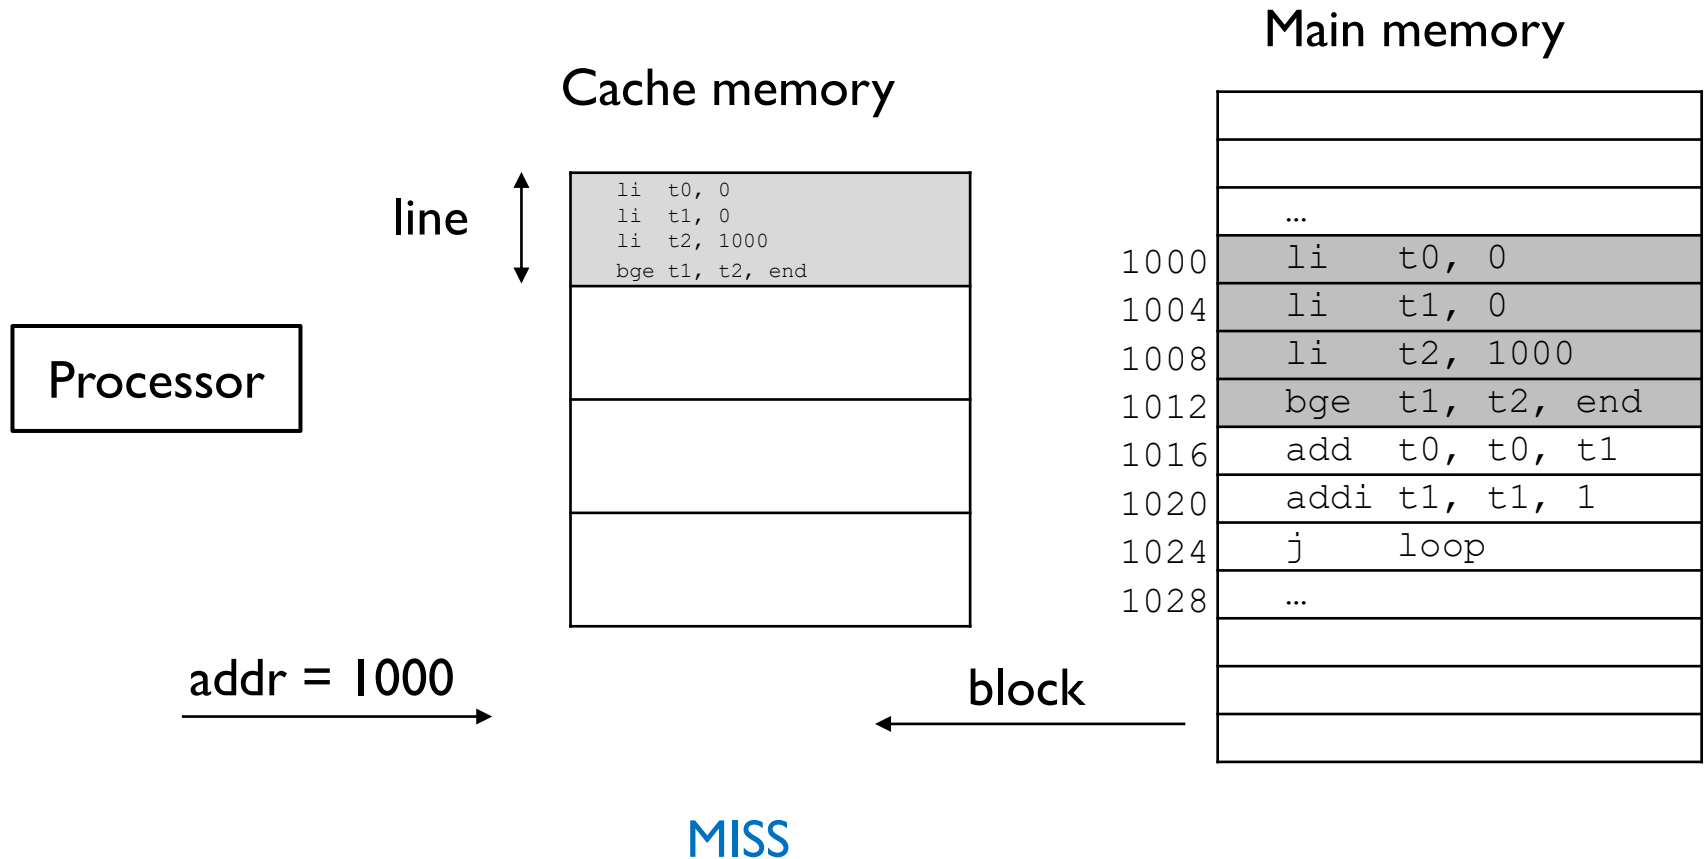 Main memory
Cache memory
line
li t0, 0
li t1, 0
li t2, 1000
bge t1, t2, end
Processor
…
1000 li t0, 0
1004 li t1, 0
1008 li t2, 1000
1012 bge t1, t2, end
1016 add t0, t0, t1
1020 addi t1, t1, 1
1024 j loop
1028 …
addr = 1000
block
MISS